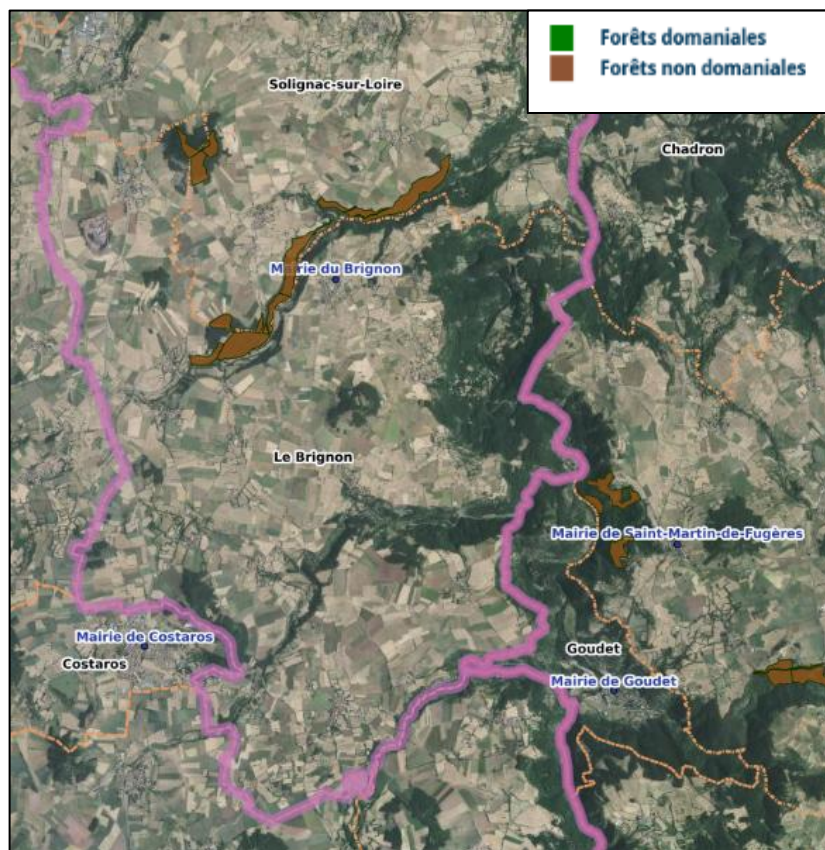 Forêts domaniales
Forêts non domaniales
Solignac-sur-Loire
Chadron
Mairie du Brignon
Le Brignon
Mairie de Saint-Martin-de-Fugères
Mairie de Costaros
Costaros
Goudet
Mairie de Goudet